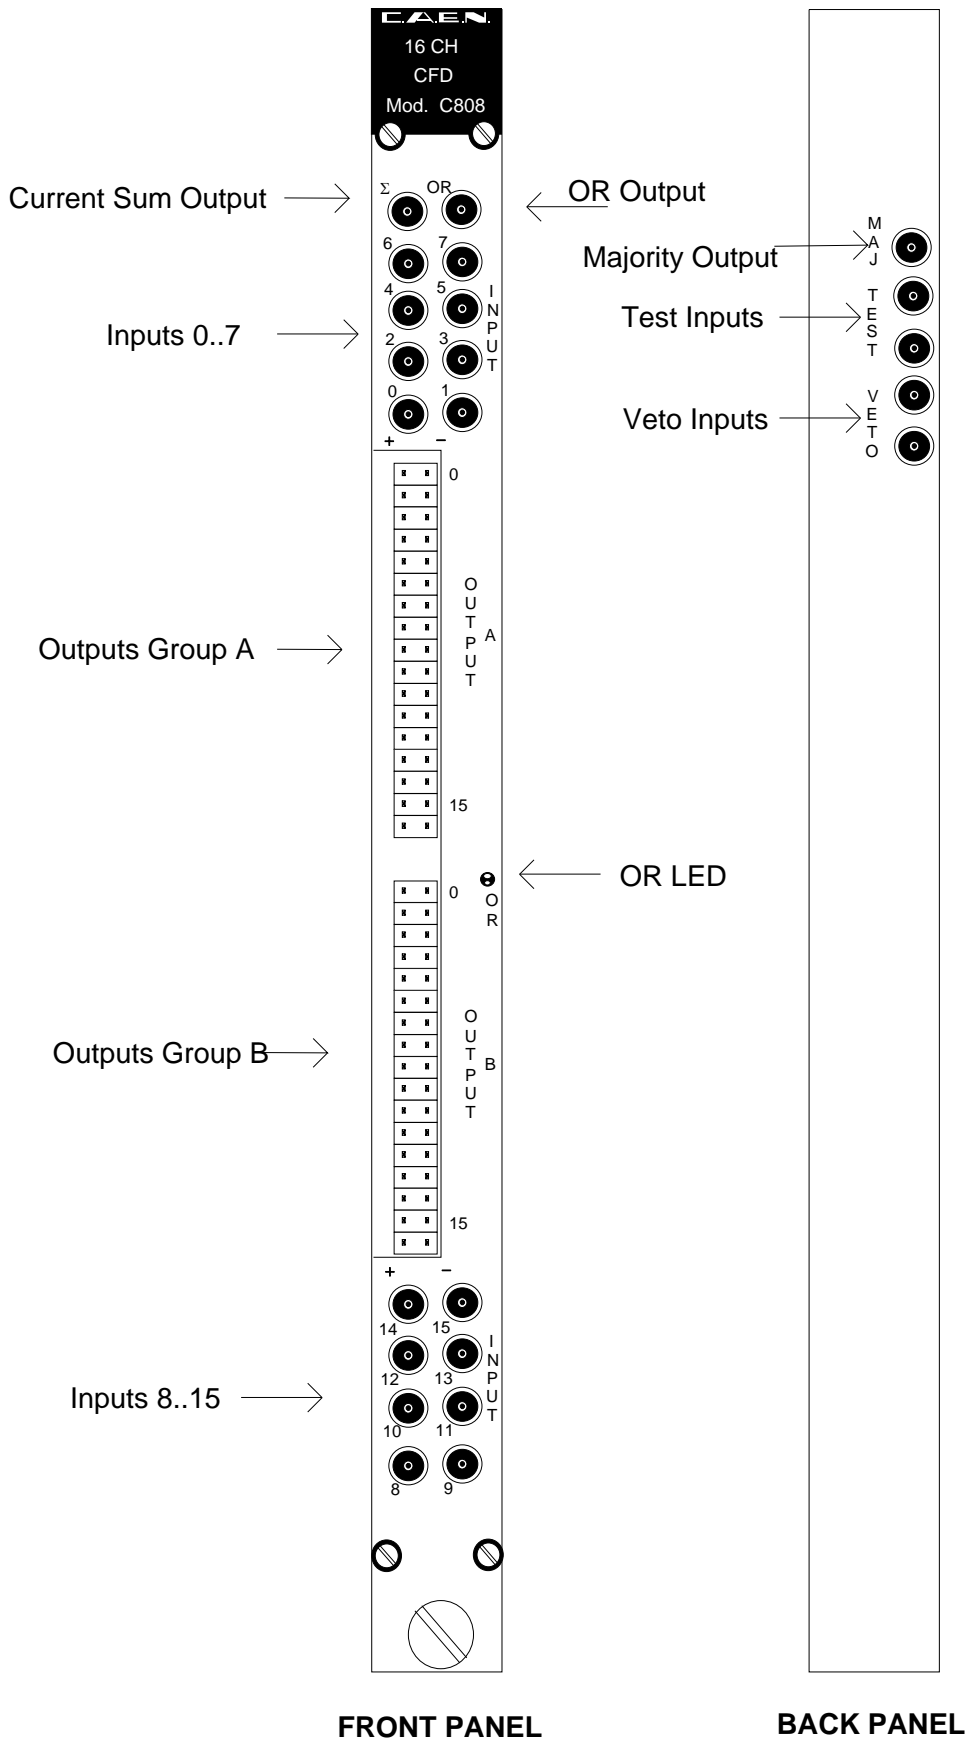 C.A.E.N.
16 CH
CFD
Mod. C808
Current Sum Output
Σ
OR
OR Output
6
7
4
5
2
3
0
1
INPUT
Inputs 0..7
+
−
0
OUTPUT
A
Outputs Group A
15
OR LED
OR
0
OUTPUT
B
Outputs Group B
15
+
−
14
15
12
13
10
11
8
9
INPUT
Inputs 8..15
FRONT PANEL
Majority Output
MAJ
Test Inputs
TEST
Veto Inputs
VETO
BACK PANEL